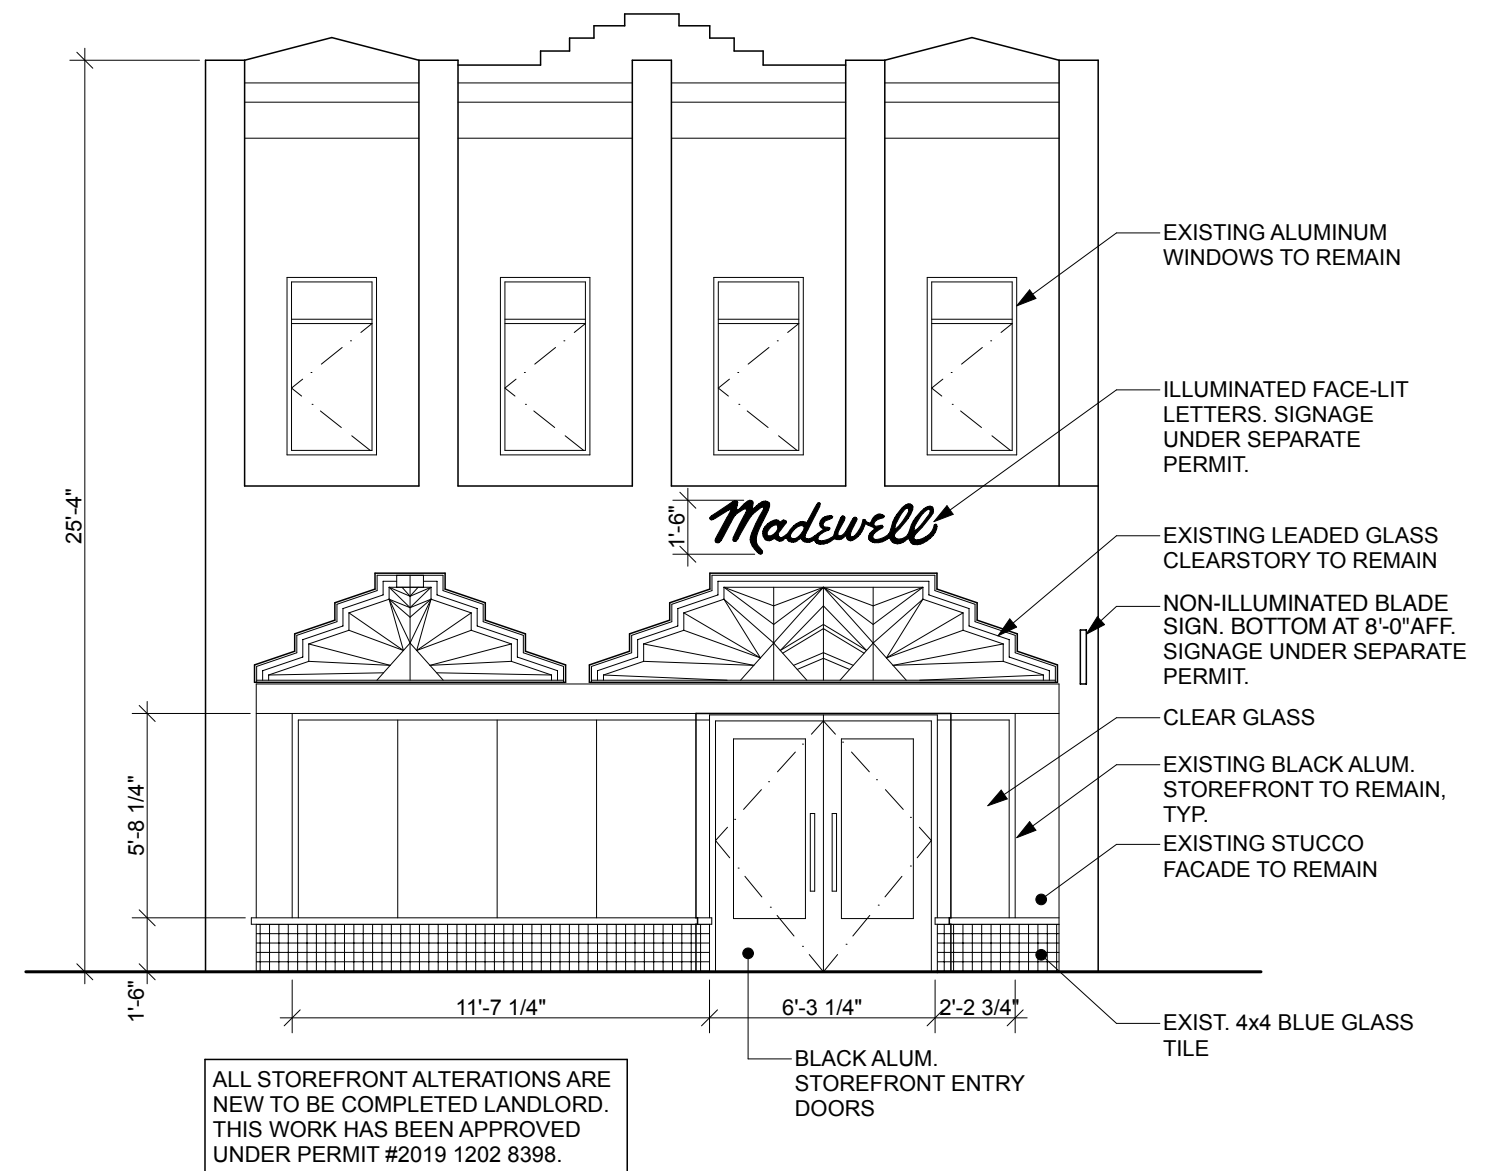 EXISTING ALUMINUM
WINDOWS TO REMAIN
ILLUMINATED FACE-LIT
LETTERS. SIGNAGE
UNDER SEPARATE
PERMIT.
25'-4"
1'-6"
Madewell
EXISTING LEADED GLASS
CLEARSTORY TO REMAIN
NON-ILLUMINATED BLADE
SIGN. BOTTOM AT 8'-0"AFF.
SIGNAGE UNDER SEPARATE
PERMIT.
CLEAR GLASS
EXISTING BLACK ALUM.
STOREFRONT TO REMAIN,
TYP.
5'-8 1/4"
EXISTING STUCCO
FACADE TO REMAIN
1'-6"
11'-7 1/4"
6'-3 1/4"
2'-2 3/4"
EXIST. 4x4 BLUE GLASS
TILE
BLACK ALUM.
STOREFRONT ENTRY
DOORS
ALL STOREFRONT ALTERATIONS ARE
NEW TO BE COMPLETED LANDLORD.
THIS WORK HAS BEEN APPROVED
UNDER PERMIT #2019 1202 8398.